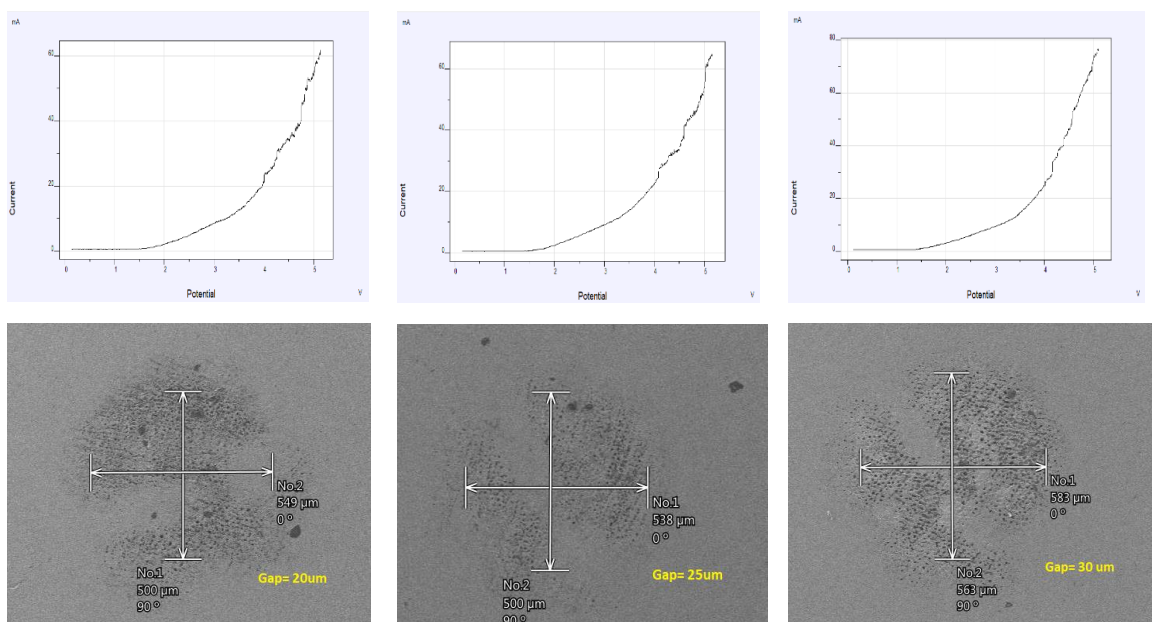 mA
60
40
20
0
Current
0 1 2 3 4 5
Potential V
mA
60
40
20
0
Current
0 1 2 3 4 5
Potential V
mA
80
60
40
20
0
Current
0 1 2 3 4 5
Potential V
No.2
549 µm
0 °
No.1
500 µm
90 °
Gap= 20um
No.1
538 µm
0 °
No.2
500 µm
90 °
Gap= 25um
No.1
583 µm
0 °
No.2
563 µm
90 °
Gap= 30 um